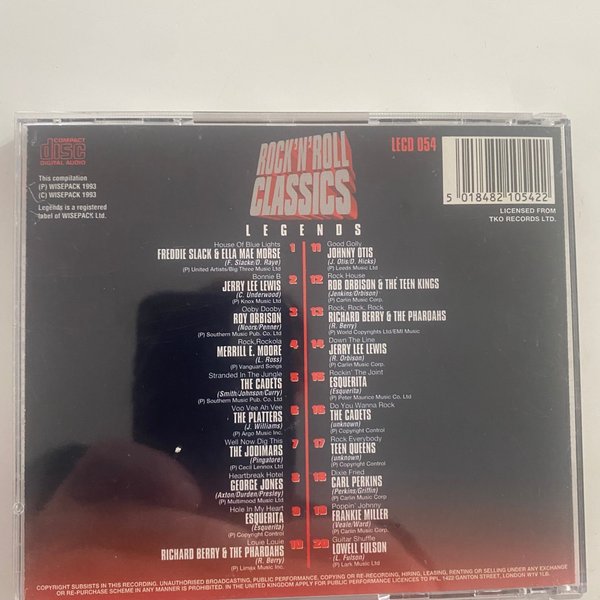 COMPACT
disc
DIGITAL AUDIO
ROCK'N'ROLL
CLASSICS
LEGENDS
LECD 054
5 018482 105422
LICENSED FROM
TKO RECORDS LTD.
This compilation
(P) WISEPACK 1993
(C) WISEPACK 1993
Legends is a registered
label of WISEPACK Ltd.
House Of Blue Lights
FREDDIE SLACK & ELLA MAE MORSE 1
(F. Slacke/D. Raye)
(P) United Artists/Big Three Music Ltd
Bonnie B 2
JERRY LEE LEWIS
(C. Underwood)
(P) Knox Music Ltd
Ooby Dooby 3
ROY ORBISON
(Noorx/Penner)
(P) Southern Music Pub. Co. Ltd
Rock, Rockola 4
MERRILL E. MOORE
(L. Ross)
(P) Vanguard Songs
Stranded In The Jungle 5
THE CADETS
(Smith/Johnson/Curry)
(P) Southern Music Pub. Co. Ltd
Voo Vee Ah Vee 6
THE PLATTERS
(J. Williams)
(P) Argo Music Inc.
Well Now Dig This 7
THE JODIMARS
(Pingatore)
(P) Cecil Lennox Ltd
Heartbreak Hotel 8
GEORGE JONES
(Axton/Durden/Presley)
(P) Multimood Music Ltd
Hole In My Heart 9
ESQUERITA
(Esquerita)
(P) Copyright Control
Louie Louie 10
RICHARD BERRY & THE PHAROAHS
(R. Berry)
(P) Limax Music Inc.
11 Good Golly
JOHNNY OTIS
(J. Otis/D. Hicks)
(P) Leeds Music Ltd
12 Rock House
ROB ORBISON & THE TEEN KINGS
(Jenkins/Orbison)
(P) Carlin Music Corp.
13 Rock, Rock, Rock
RICHARD BERRY & THE PHAROAHS
(R. Berry)
(P) World Copyrights Ltd/EMI Music
14 Down The Line
JERRY LEE LEWIS
(R. Orbison)
(P) Carlin Music Corp.
15 Rockin' The Joint
ESQUERITA
(Esquerita)
(P) Peter Maurice Music Co. Ltd
16 Do You Wanna Rock
THE CADETS
(unknown)
(P) Copyright Control
17 Rock Everybody
TEEN QUEENS
(unknown)
(P) Copyright Control
18 Dixie Fried
CARL PERKINS
(Perkins/Griffin)
(P) Carlin Music Corp
19 Poppin' Johnny
FRANKIE MILLER
(Veale/Ward)
(P) Carlin Music Corp.
20 Guitar Shuffle
LOWELL FULSON
(L. Fulson)
(P) Lark Music Ltd
COPYRIGHT SUBSISTS IN THIS RECORDING. UNAUTHORISED BROADCASTING, PUBLIC PERFORMANCE, COPYING OR RE-RECORDING, HIRING, LEASING, RENTING OR SELLING UNDER ANY EXCHANGE
OR RE-PURCHASE SCHEME IN ANY MANNER IS PROHIBITED. IN THE UNITED KINGDOM APPLY FOR PUBLIC PERFORMANCE LICENCES TO PPL, 1422 GANTON STREET, LONDON W1V 1LB.